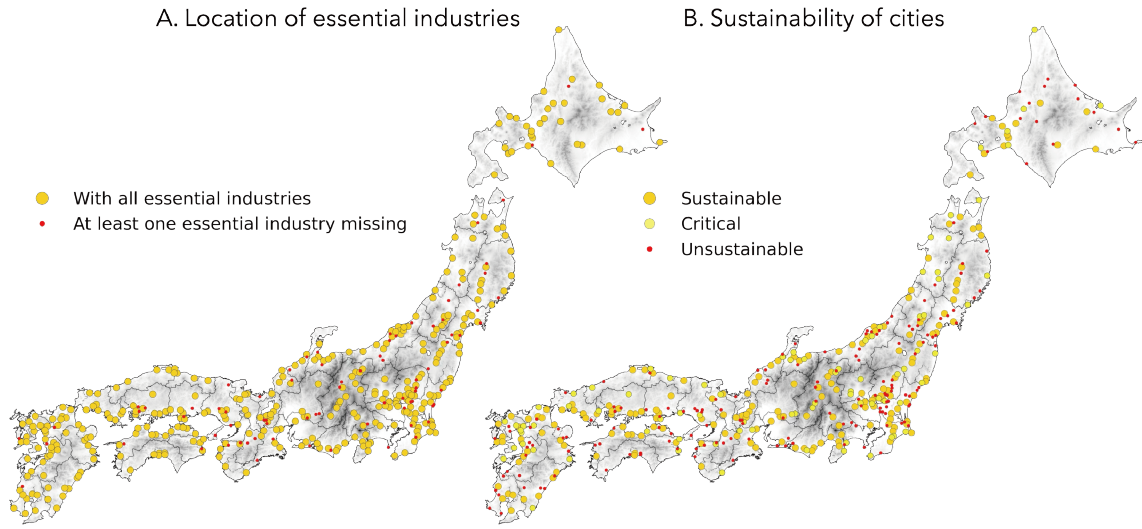 A. Location of essential industries
B. Sustainability of cities
With all essential industries
At least one essential industry missing
Sustainable
Critical
Unsustainable